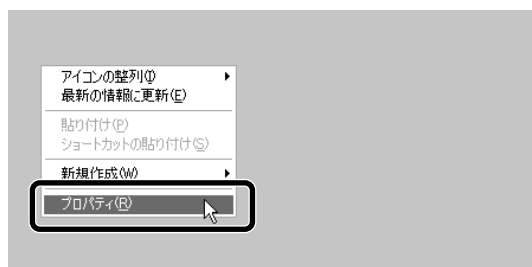 アイコンの整列(I)
最新の情報に更新(E)
貼り付け(P)
ショートカットの貼り付け(S)
新規作成(W)
プロパティ(R)